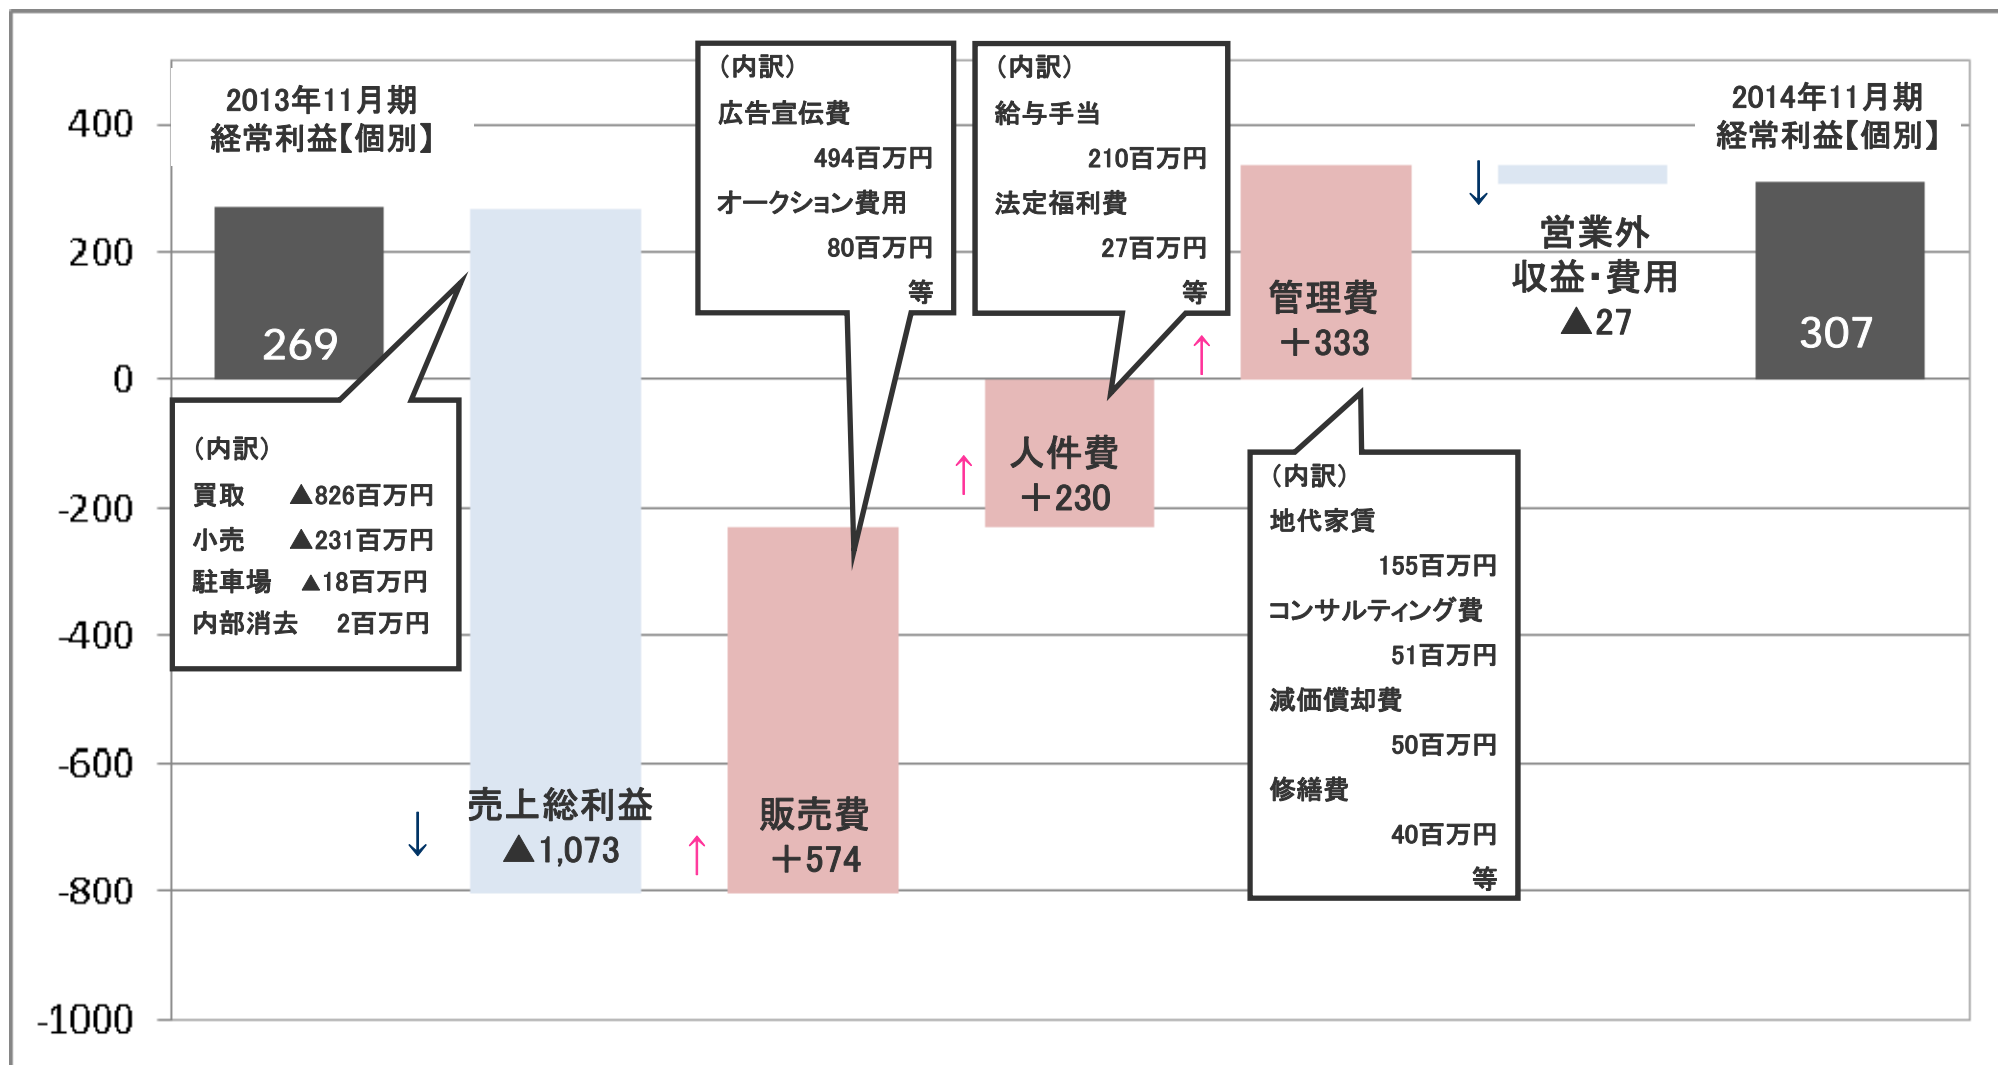 400
200
0
-200
-400
-600
-800
-1000
2013年11月期
経常利益【個別】
269
(内訳)
買取 ▲826百万円
小売 ▲231百万円
駐車場 ▲18百万円
内部消去 2百万円
↓
売上総利益
▲1,073
(内訳)
広告宣伝費
494百万円
オークション費用
80百万円
等
↑
販売費
+574
(内訳)
給与手当
210百万円
法定福利費
27百万円
等
↑
人件費
+230
↑
管理費
+333
(内訳)
地代家賃
155百万円
コンサルティング費
51百万円
減価償却費
50百万円
修繕費
40百万円
等
↓
営業外
収益・費用
▲27
2014年11月期
経常利益【個別】
307